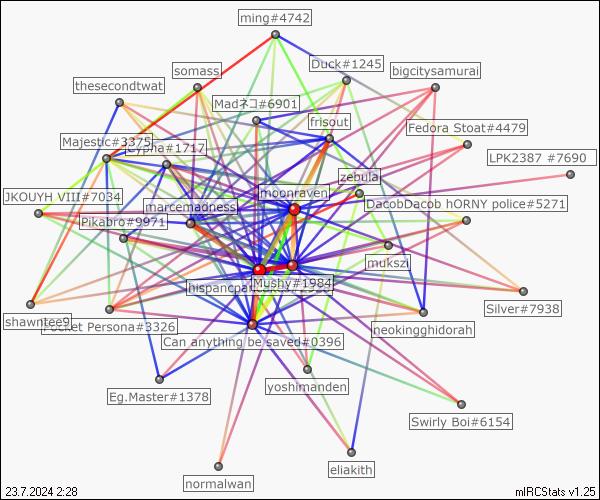 ming#4742
Duck#1245
somass
bigcitysamurai
thesecondtwat
Madネコ#6901
frisout
Fedora Stoat#4479
Majestic#3375
Cypha#1717
LPK2387 #7690
zebula
moonraven
JKOUYH VIII#7034
DacobDacob hORNY police#5271
marcemadness
Pikabro#9971
mukszi
Mushy#1984
Silver#7938
shawntee9
Pocket Persona#3326
neokingghidorah
Can anything be saved#0396
yoshimanden
Eg.Master#1378
Swirly Boi#6154
eliakith
normalwan
23.7.2024 2:28
mIRCStats v1.25